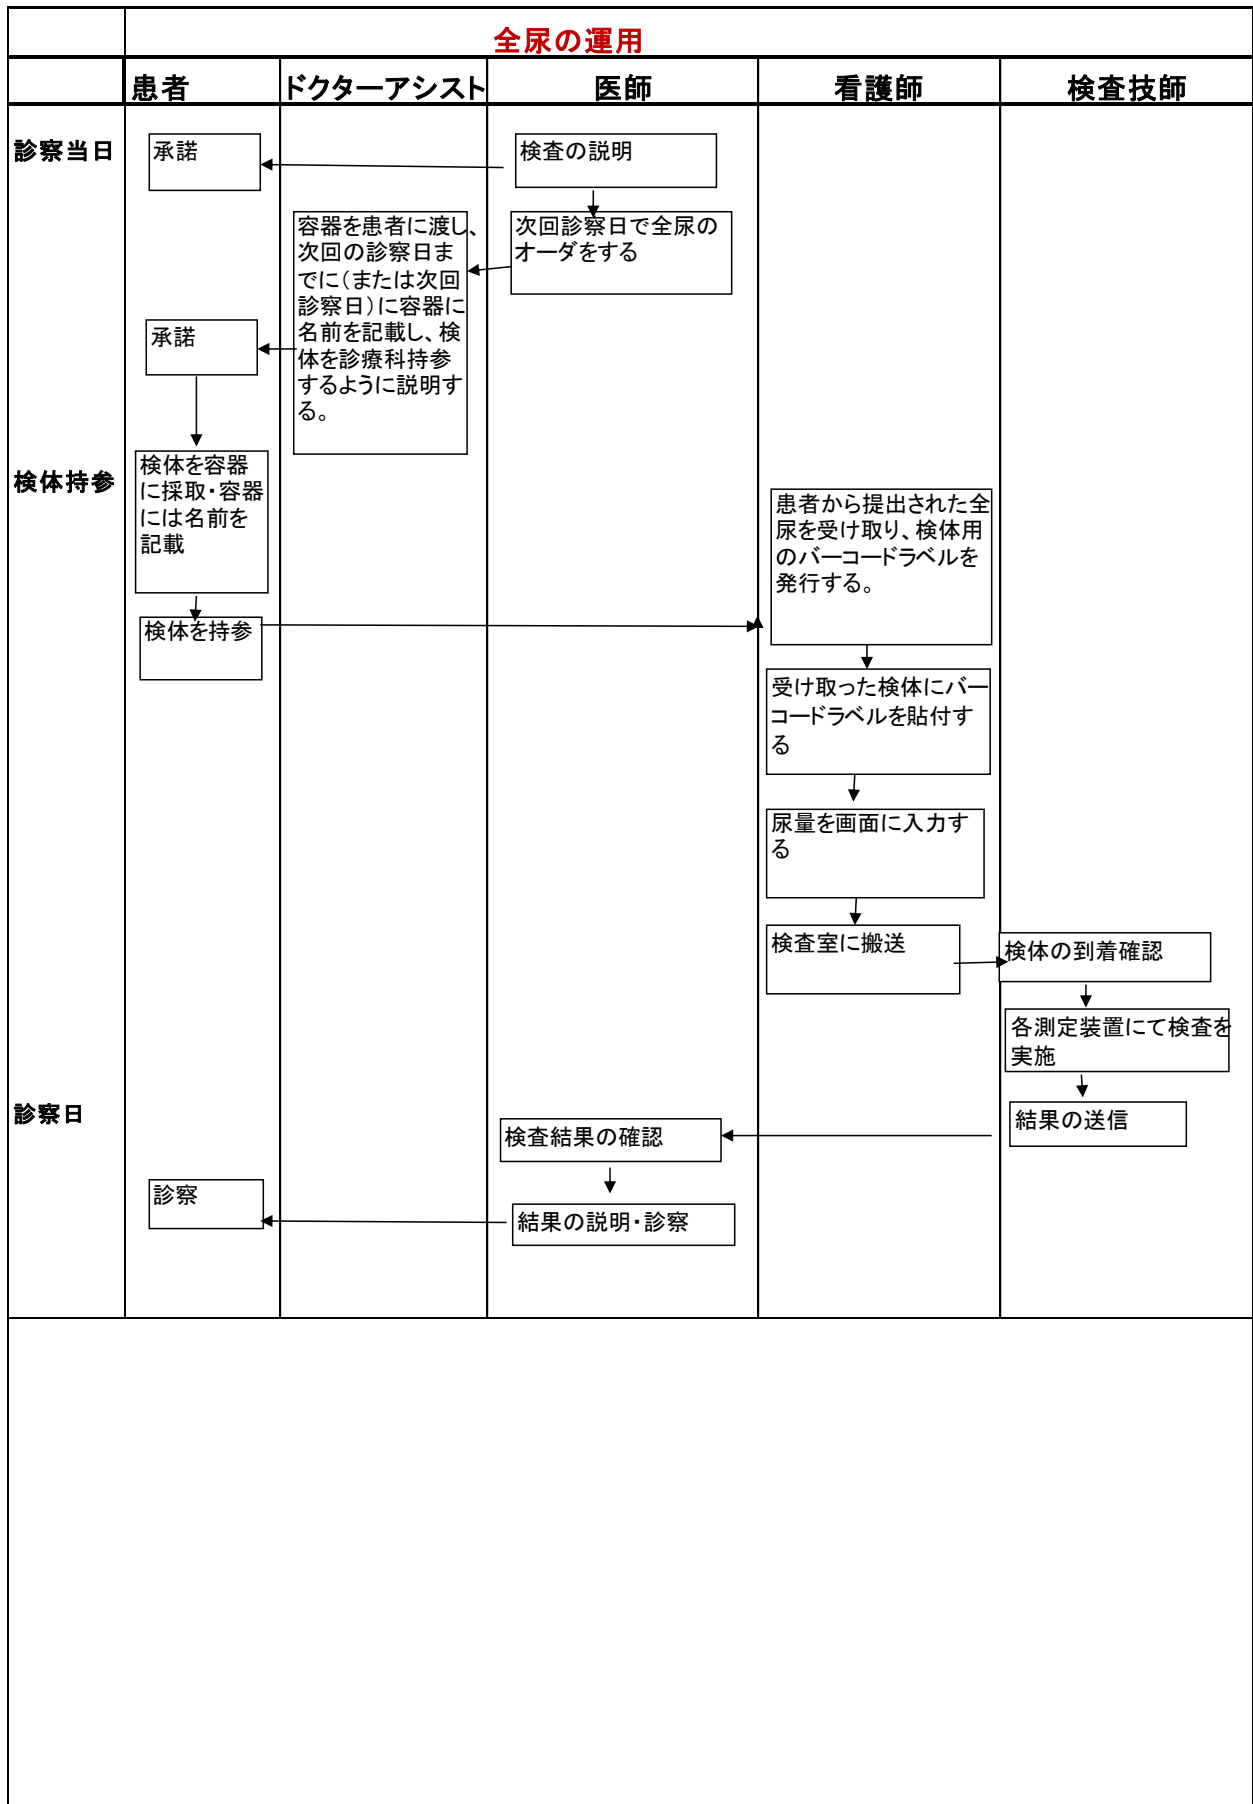 全尿の運用
患者
ドクターアシスト
医師
看護師
検査技師
診察当日
承諾
検査の説明
容器を患者に渡し、
次回の診察日ま
でに(または次回
診察日)に容器に
名前を記載し、検
体を診療科持参
するように説明す
る。
次回診察日で全尿の
オーダをする
承諾
検体持参
検体を容器
に採取・容器
には名前を
記載
患者から提出された全
尿を受け取り、検体用
のバーコードラベルを
発行する。
検体を持参
受け取った検体にバー
コードラベルを貼付す
る
尿量を画面に入力す
る
検査室に搬送
検体の到着確認
各測定装置にて検査を
実施
診察日
結果の送信
検査結果の確認
診察
結果の説明・診察